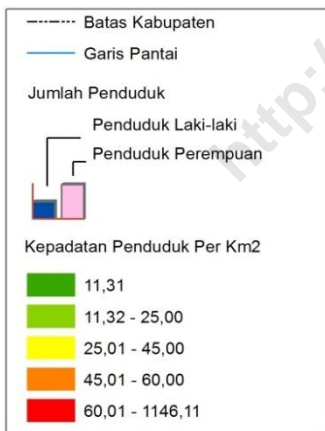 Batas Kabupaten
Garis Pantai
Jumlah Penduduk
Penduduk Laki-laki
Penduduk Perempuan
Kepadatan Penduduk Per Km2
11,31
11,32 - 25,00
25,01 - 45,00
45,01 - 60,00
60,01 - 1146,11
http:/